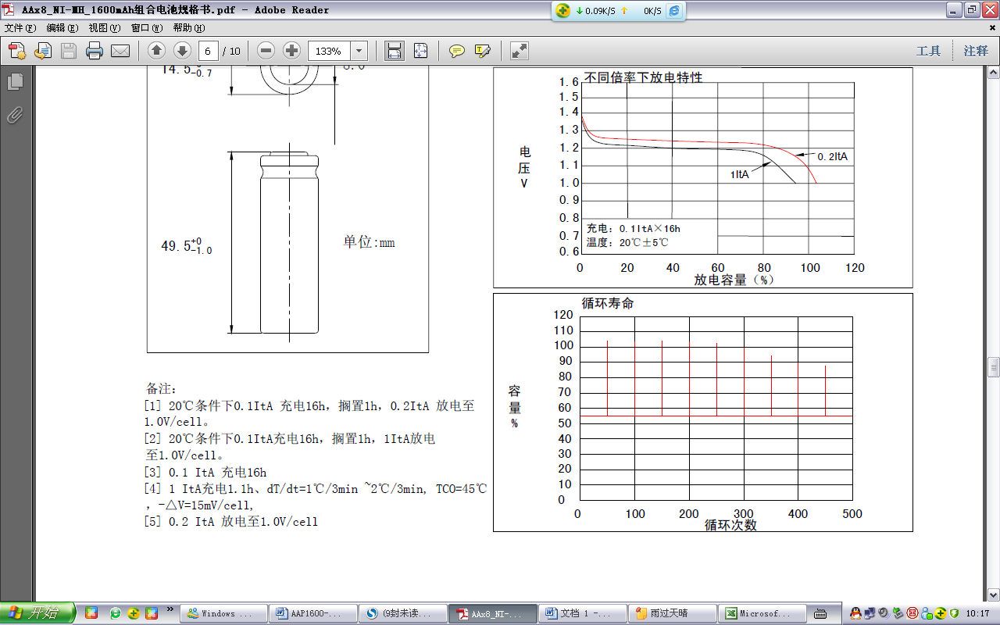 AAx8_NI-MH_1600mAh组合电池规格书.pdf - Adobe Reader
0.09K/S 0K/S
文件(F) 编辑(E) 视图(V) 窗口(W) 帮助(H)
6 / 10 133% 工具 注释
14.5 -0.7 8.0
49.5 +0 -1.0
单位:mm
备注:
[1] 20℃条件下0.1ItA 充电16h, 搁置1h, 0.2ItA 放电至
1.0V/cell。
[2] 20℃条件下0.1ItA充电16h, 搁置1h, 1ItA放电
至1.0V/cell。
[3] 0.1 ItA 充电16h
[4] 1 ItA充电1.1h、dT/dt=1℃/3min ~2℃/3min, TCO=45℃
, -△V=15mV/cell,
[5] 0.2 ItA 放电至1.0V/cell
不同倍率下放电特性
1.6
1.5
1.4
1.3
1.2
1.1
1.0
0.9
0.8
0.7
0.6
电
压
V
0.2ItA
1ItA
充电: 0.1ItA×16h
温度: 20℃±5℃
0 20 40 60 80 100 120
放电容量(%)
循环寿命
120
110
100
90
80
70
60
50
40
30
20
10
0
容
量
%
0 100 200 300 400 500
循环次数
开始 » Windows ... AAP1600-... (9封未读... AAx8_NI-... 文档 1 -... 雨过天晴 Microsof... 10:17